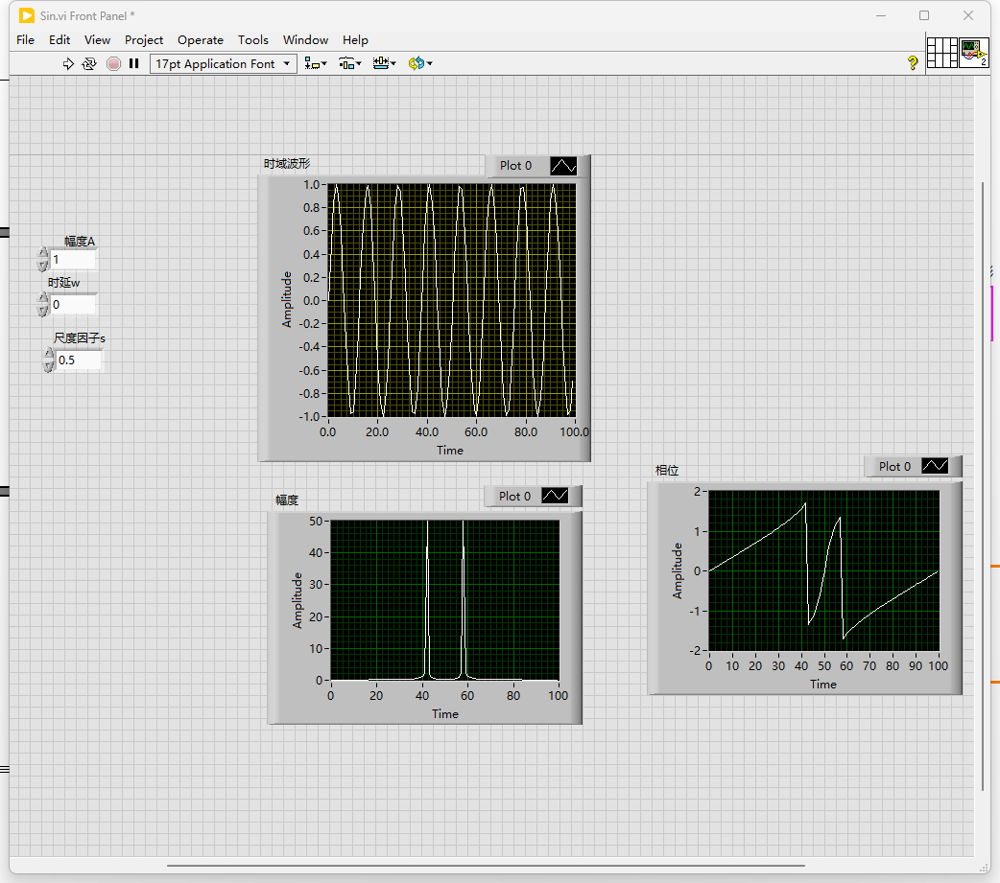 Sin.vi Front Panel *
File Edit View Project Operate Tools Window Help
17pt Application Font
?
2
时域波形
Plot 0
1.0
0.8
0.6
0.4
0.2
0.0
-0.2
-0.4
-0.6
-0.8
-1.0
Amplitude
0.0 20.0 40.0 60.0 80.0 100.0
Time
幅度A
1
时延w
0
尺度因子s
0.5
幅度
Plot 0
50
40
30
20
10
0
Amplitude
0 20 40 60 80 100
Time
相位
Plot 0
2
1
0
-1
-2
Amplitude
0 10 20 30 40 50 60 70 80 90 100
Time